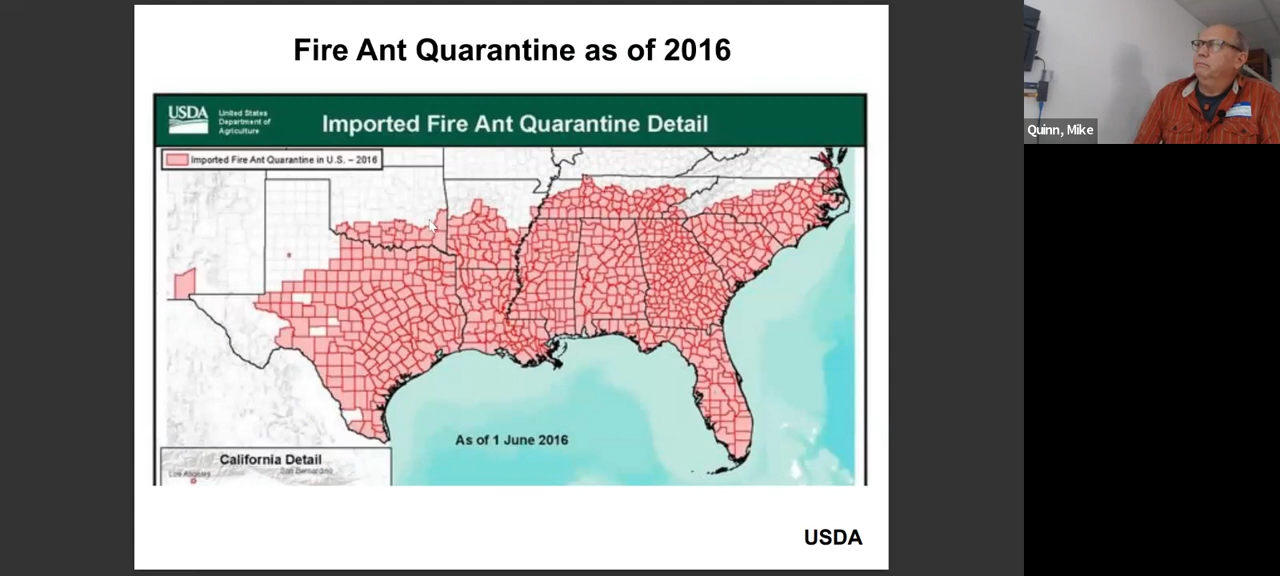 Fire Ant Quarantine as of 2016
USDA
United States
Department of
Agriculture
Imported Fire Ant Quarantine Detail
Imported Fire Ant Quarantine in U.S. – 2016
As of 1 June 2016
California Detail
Los Angeles
San Bernardino
USDA
Quinn, Mike